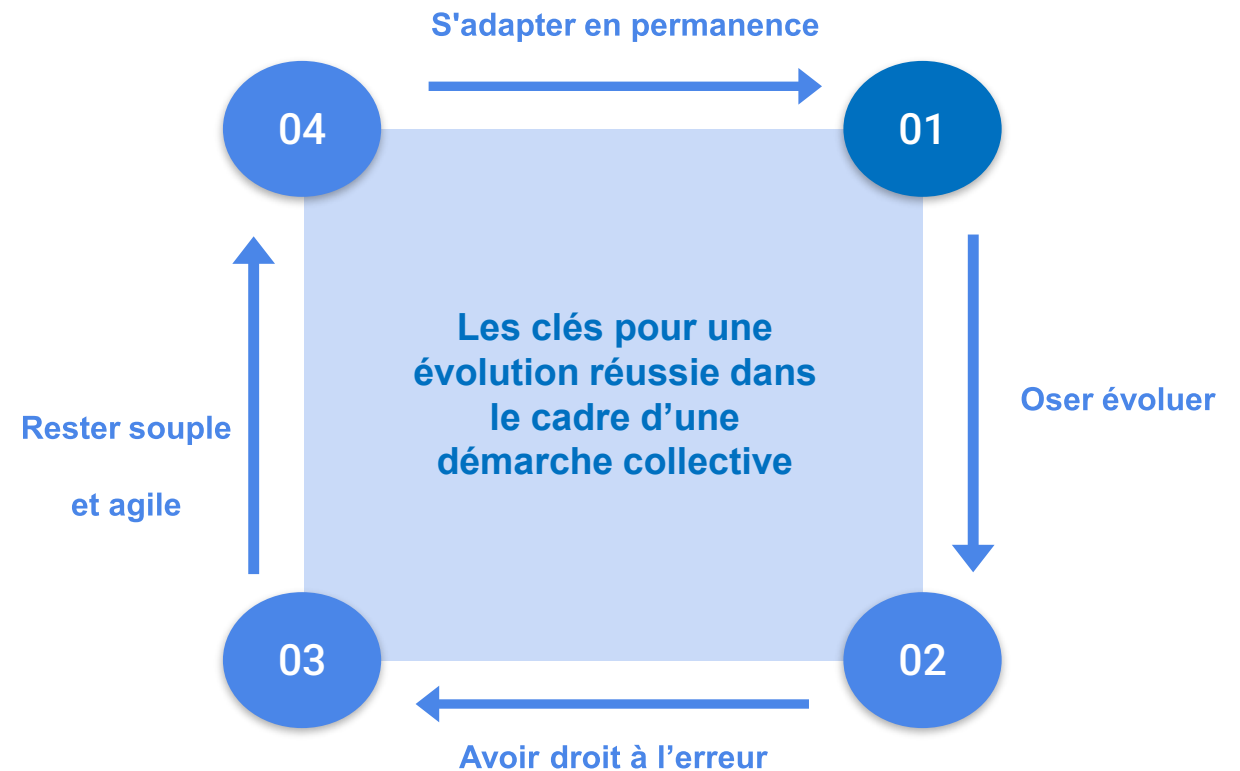 S'adapter en permanence
04
01
Les clés pour une
évolution réussie dans
le cadre d’une
démarche collective
Oser évoluer
Rester souple
et agile
03
02
Avoir droit à l’erreur